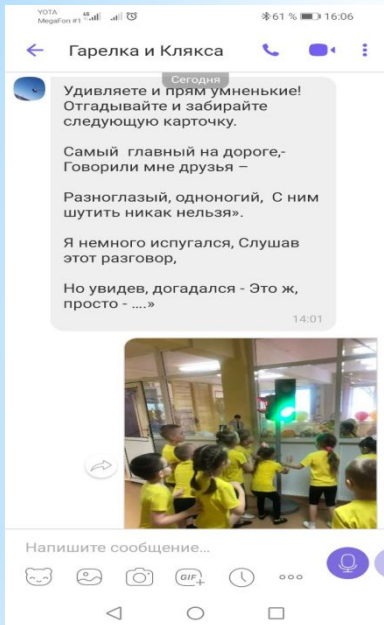 YOTA
MegaFon #1
61 % 16:06
Гарелка и Клякса
Сегодня
Удивляете и прям умненькие!
Отгадывайте и забирайте
следующую карточку.
Самый главный на дороге,-
Говорили мне друзья –
Разноглазый, одноногий, С ним
шутить никак нельзя».
Я немного испугался, Слушав
этот разговор,
Но увидев, догадался - Это ж,
просто - ....»
14:01
Напишите сообщение...
GIF